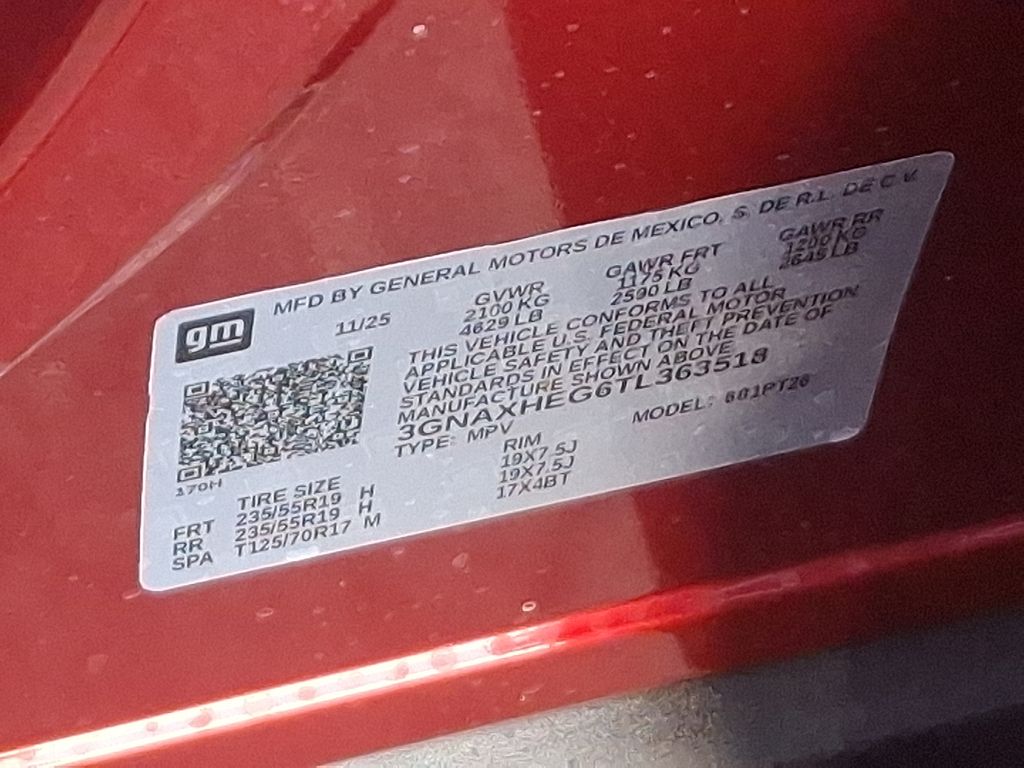 MFD BY GENERAL MOTORS DE MEXICO, S. DE R.L. DE C.V.
gm
11/25
GVWR
2100 KG
4629 LB
GAWR FRT
1175 KG
2590 LB
GAWR RR
1200 KG
2645 LB
THIS VEHICLE CONFORMS TO ALL
APPLICABLE U.S. FEDERAL MOTOR
VEHICLE SAFETY AND THEFT PREVENTION
STANDARDS IN EFFECT ON THE DATE OF
MANUFACTURE SHOWN ABOVE
3GNAXHEG6TL363518
TYPE: MPV
MODEL:
170H
TIRE SIZE RIM
FRT 235/55R19 H 19X7.5J
RR 235/55R19 H 19X7.5J
SPA T125/70R17 M 17X4BT